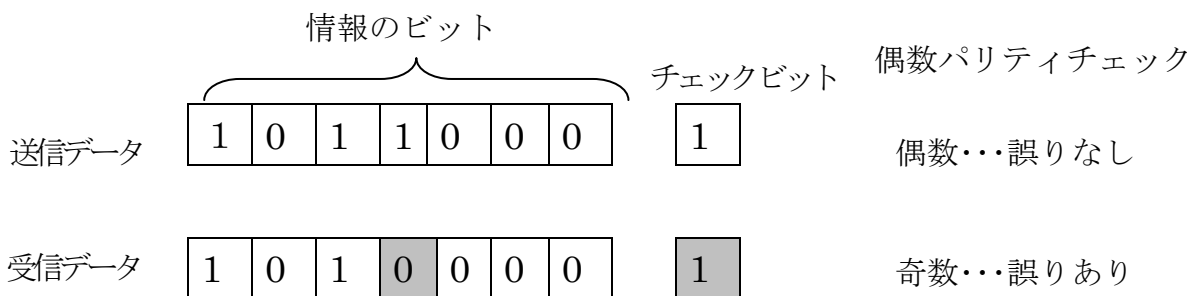 情報のビット
チェックビット 偶数パリティチェック
送信データ 1 0 1 1 0 0 0 1 偶数･･･誤りなし
受信データ 1 0 1 0 0 0 0 1 奇数･･･誤りあり